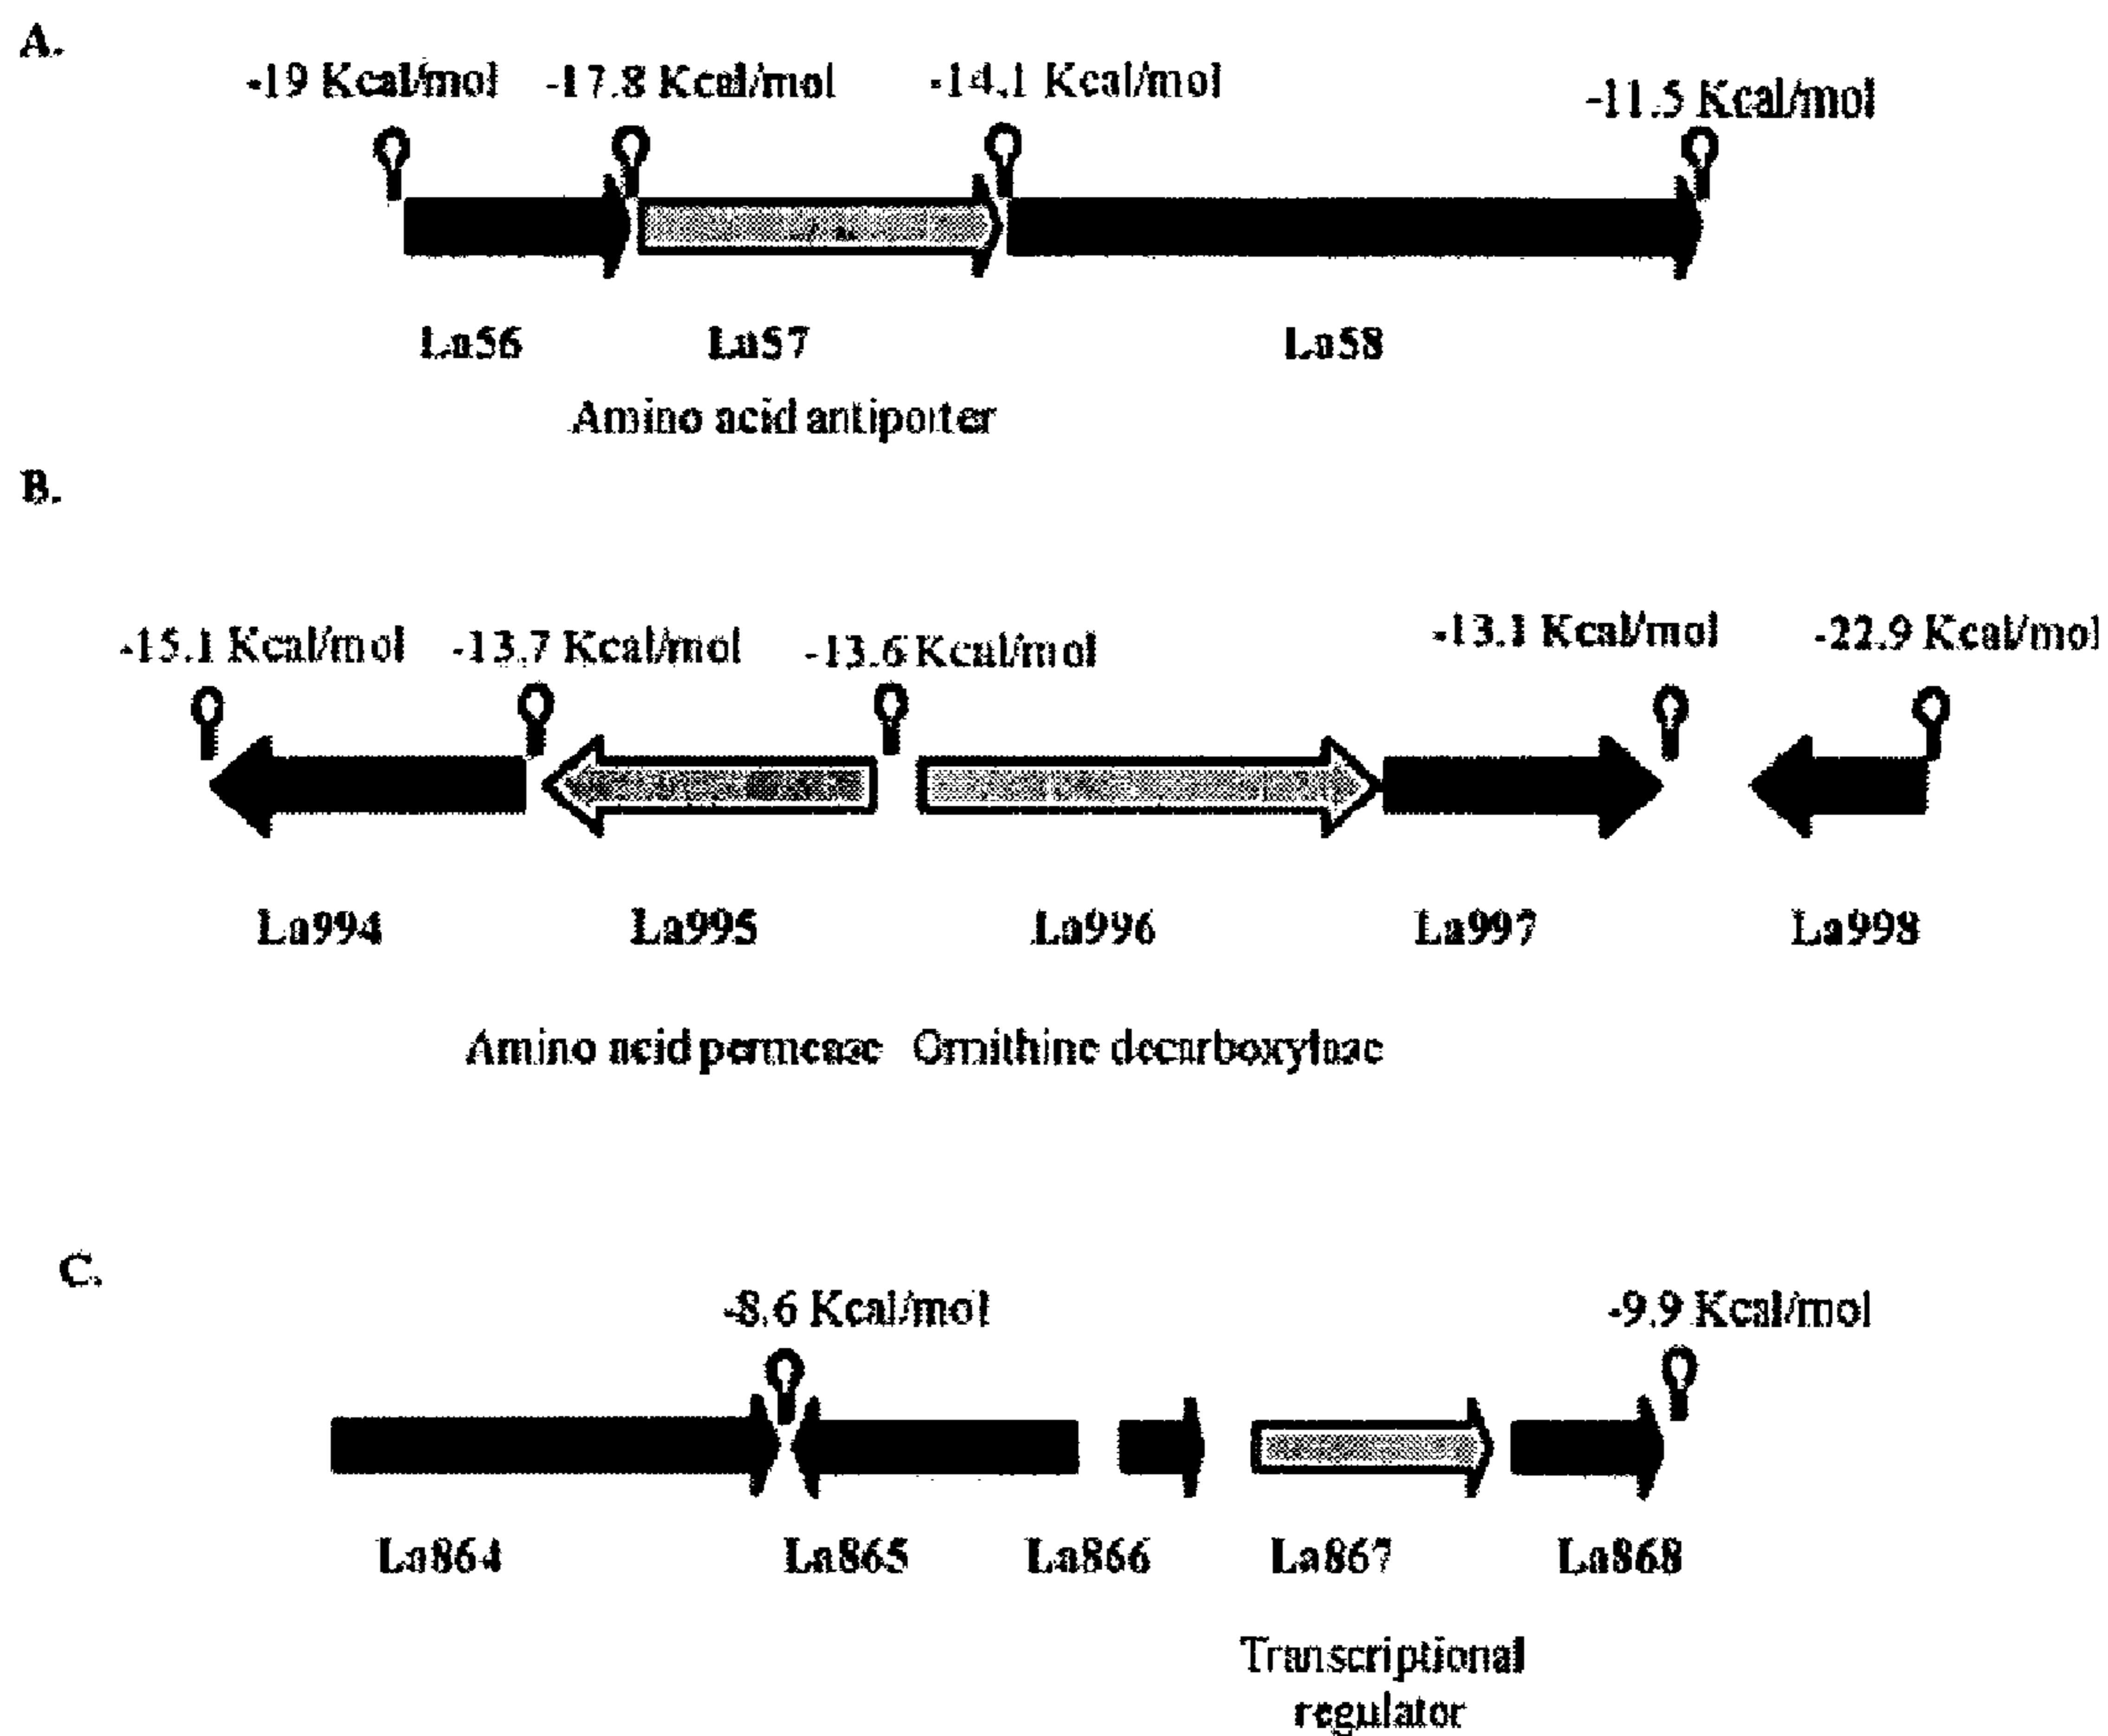 A.
-19 Kcal/mol -17.8 Kcal/mol -14.1 Kcal/mol -11.5 Kcal/mol
La56 La57 La58
Amino acid antiporter
B.
-15.1 Kcal/mol -13.7 Kcal/mol -13.6 Kcal/mol -13.1 Kcal/mol -22.9 Kcal/mol
La994 La995 La996 La997 La998
Amino acid permease Ornithine decarboxylase
C.
-8.6 Kcal/mol -9.9 Kcal/mol
La864 La865 La866 La867 La868
Transcriptional
regulator